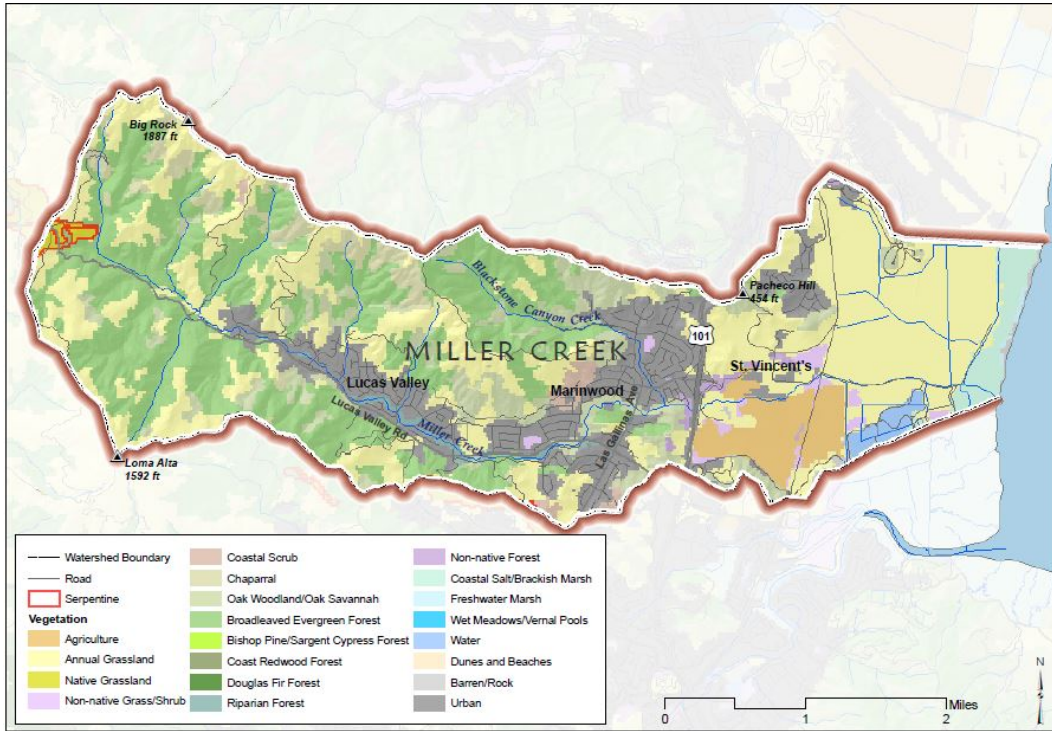 Big Rock
1887 ft
Pacheco Hill
454 ft
Blackstone Canyon Creek
101
MILLER CREEK
St. Vincent's
Lucas Valley
Marinwood
Lucas Valley Rd
Miller Creek
Las Gallinas Ave
Loma Alta
1592 ft
Watershed Boundary
Road
Serpentine
Vegetation
Agriculture
Annual Grassland
Native Grassland
Non-native Grass/Shrub
Coastal Scrub
Chaparral
Oak Woodland/Oak Savannah
Broadleaved Evergreen Forest
Bishop Pine/Sargent Cypress Forest
Coast Redwood Forest
Douglas Fir Forest
Riparian Forest
Non-native Forest
Coastal Salt/Brackish Marsh
Freshwater Marsh
Wet Meadows/Vernal Pools
Water
Dunes and Beaches
Barren/Rock
Urban
N
Miles
0 1 2